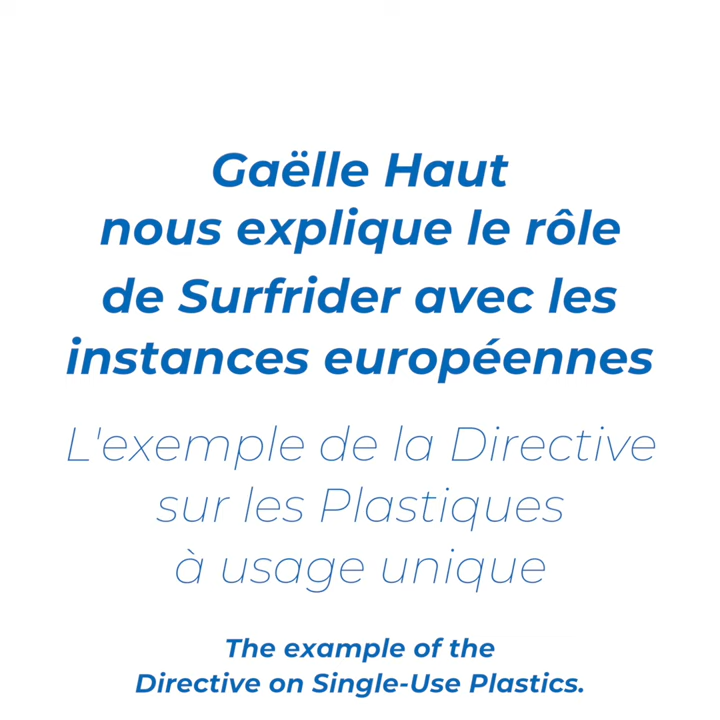 Gaëlle Haut
nous explique le rôle
de Surfrider avec les
instances européennes
L'exemple de la Directive
sur les Plastiques
à usage unique
The example of the
Directive on Single-Use Plastics.